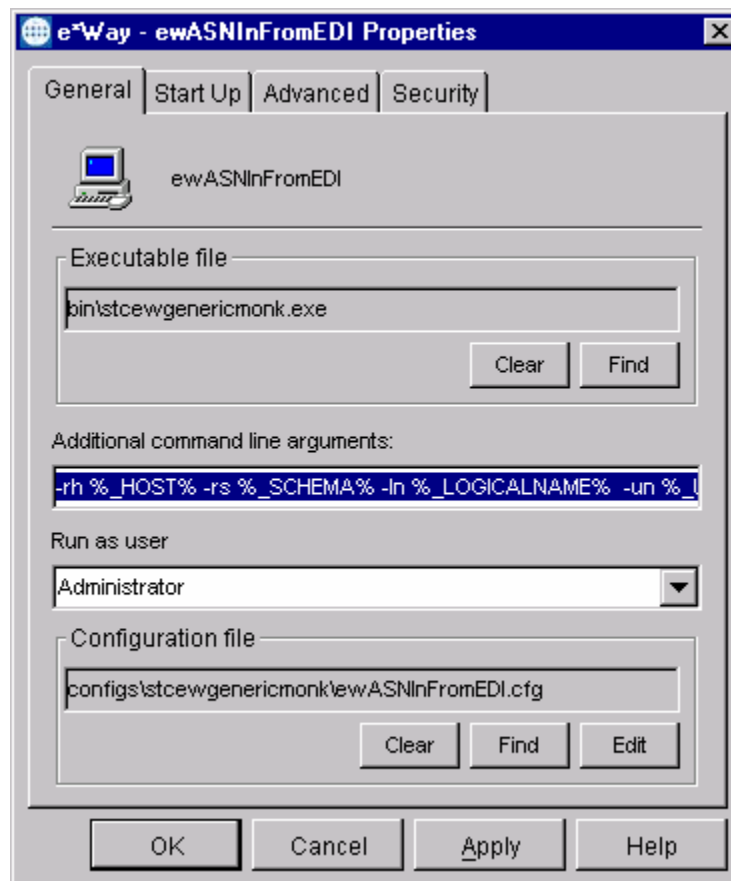 e*Way - ewASNInFromEDI Properties
General Start Up Advanced Security
ewASNInFromEDI
Executable file
bin\stcewgenericmonk.exe
Clear Find
Additional command line arguments:
-rh %_HOST% -rs %_SCHEMA% -ln %_LOGICALNAME% -un %_U
Run as user
Administrator
Configuration file
configs\stcewgenericmonk\ewASNInFromEDI.cfg
Clear Find Edit
OK Cancel Apply Help